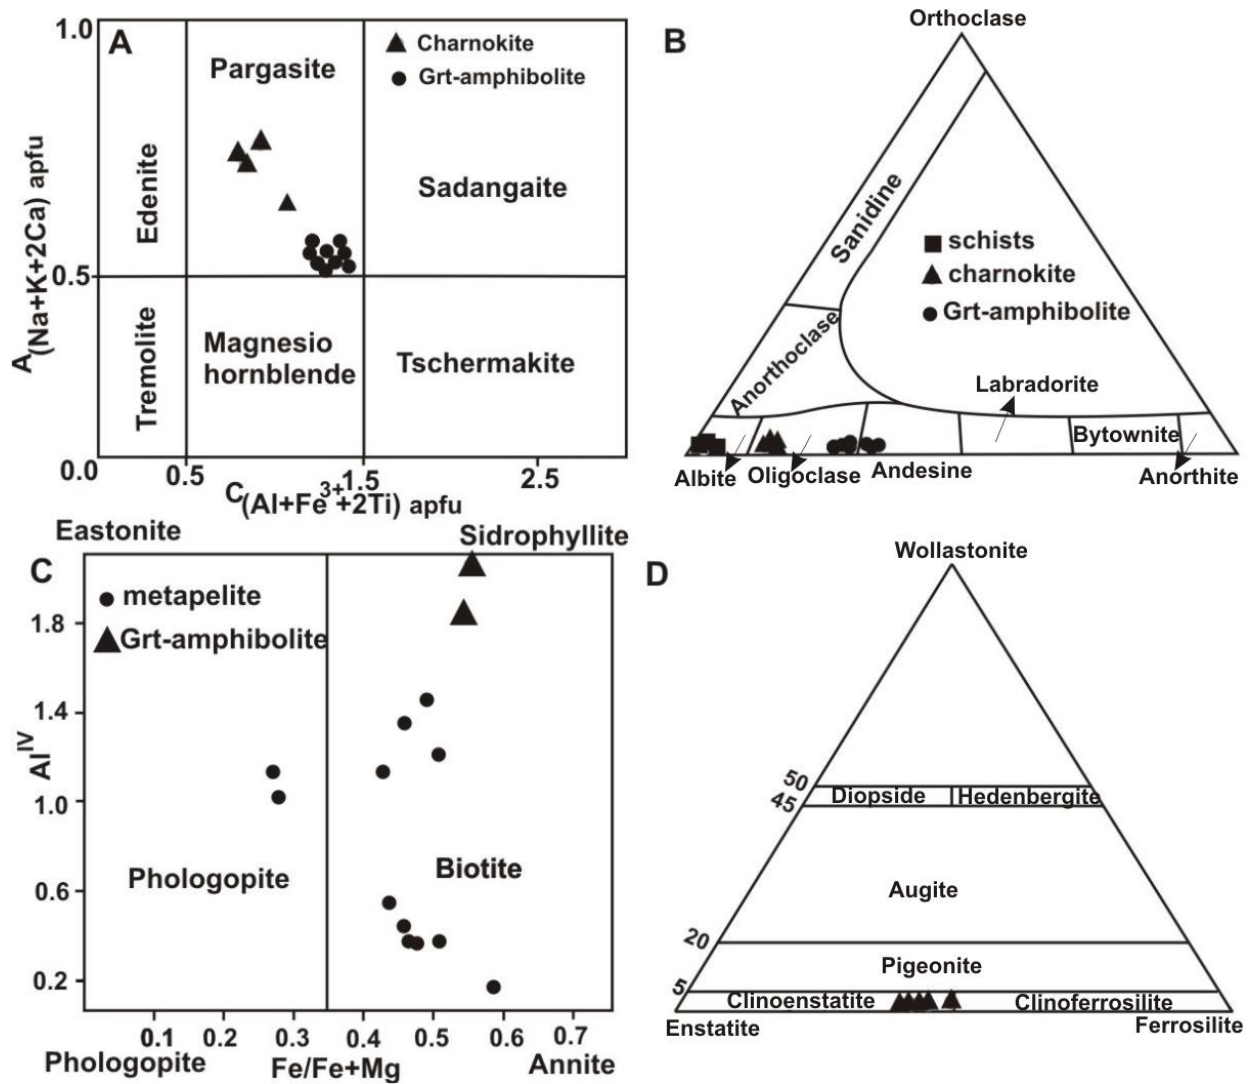 A
1.0
Pargasite
Charnokite
Grt-amphibolite
Edenite
Sadangaite
A(Na+K+2Ca) apfu
0.5
Tremolite
Magnesio
hornblende
Tschermakite
0.0
0.5
1.5
2.5
C(Al+Fe3++2Ti) apfu
B
Orthoclase
Sanidine
schists
charnokite
Grt-amphibolite
Anorthoclase
Labradorite
Bytownite
Albite
Oligoclase
Andesine
Anorthite
Eastonite
Sidrophyllite
C
metapelite
Grt-amphibolite
1.8
1.4
AlIV
1.0
Phologopite
Biotite
0.6
0.2
0.1
0.2
0.3
0.4
0.5
0.6
0.7
Phologopite
Fe/Fe+Mg
Annite
D
Wollastonite
50
Diopside
Hedenbergite
45
Augite
20
Pigeonite
5
Clinoenstatite
Clinoferrosilite
Enstatite
Ferrosilite